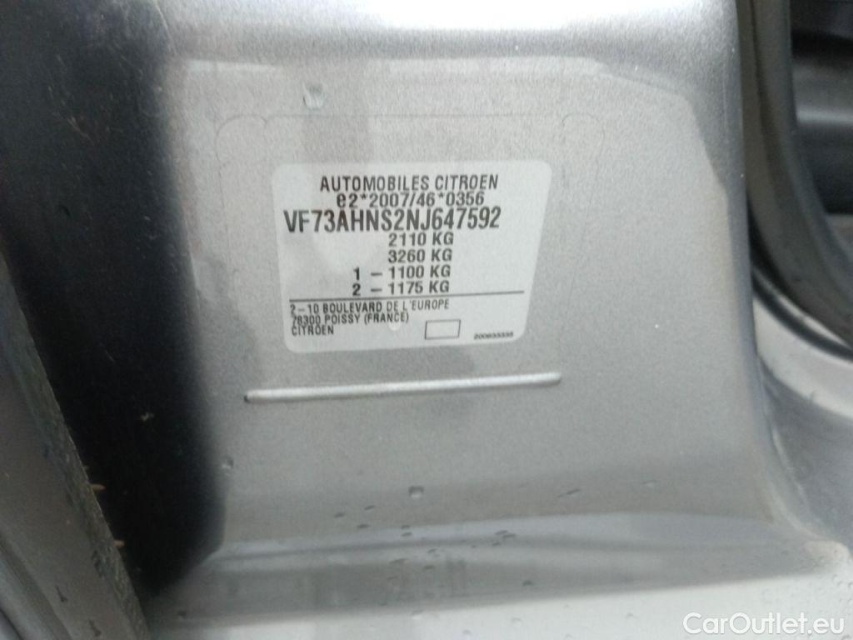 AUTOMOBILES CITROEN
e2*2007/46*0356
VF73AHNS2NJ647592
2110 KG
3260 KG
1 - 1100 KG
2 - 1175 KG
2-10 BOULEVARD DE L'EUROPE
78300 POISSY (FRANCE)
CITROEN
CarOutlet.eu